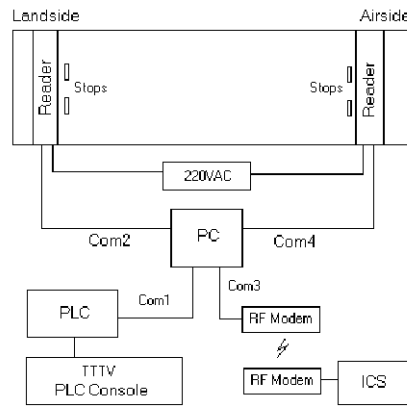 Landside
Airside
Reader
Stops
Stops
Reader
220VAC
Com2
PC
Com4
Com1
Com3
PLC
RF Modem
TTTV
PLC Console
RF Modem
ICS